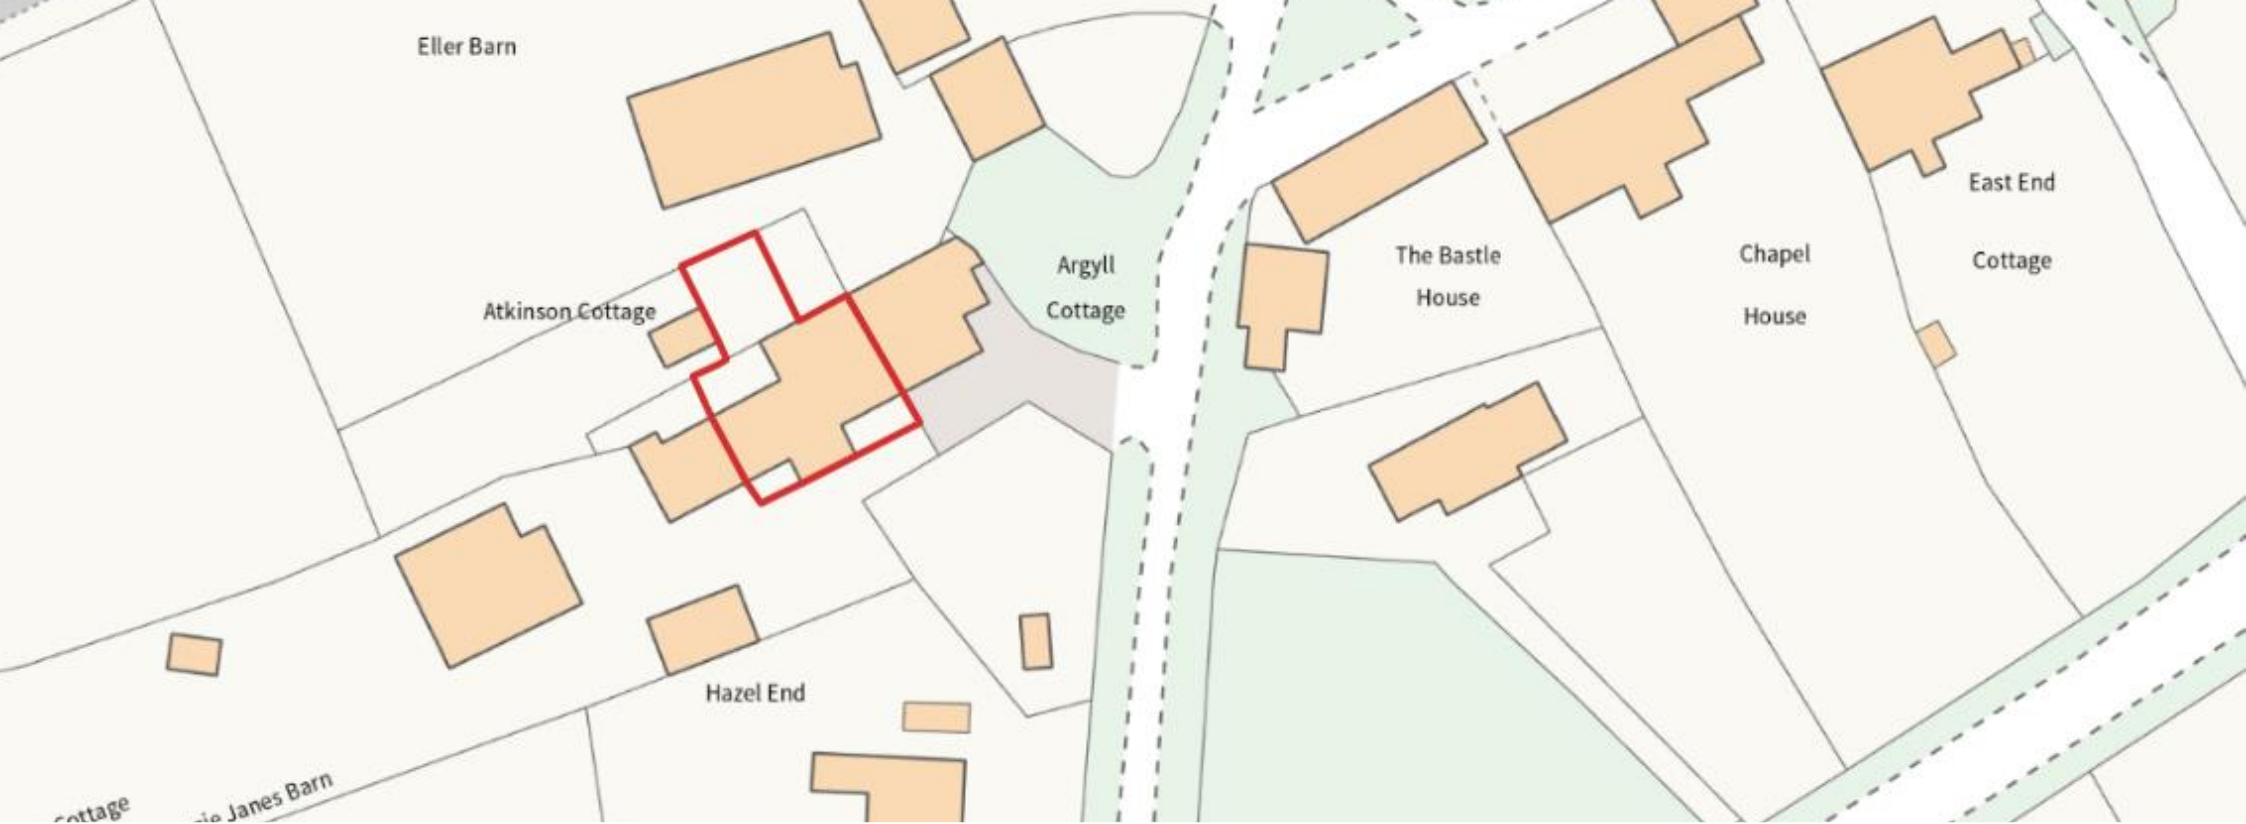 Eller Barn
East End
Cottage
Argyll
Cottage
The Bastle
House
Chapel
House
Atkinson Cottage
Hazel End
Janes Barn
Cottage